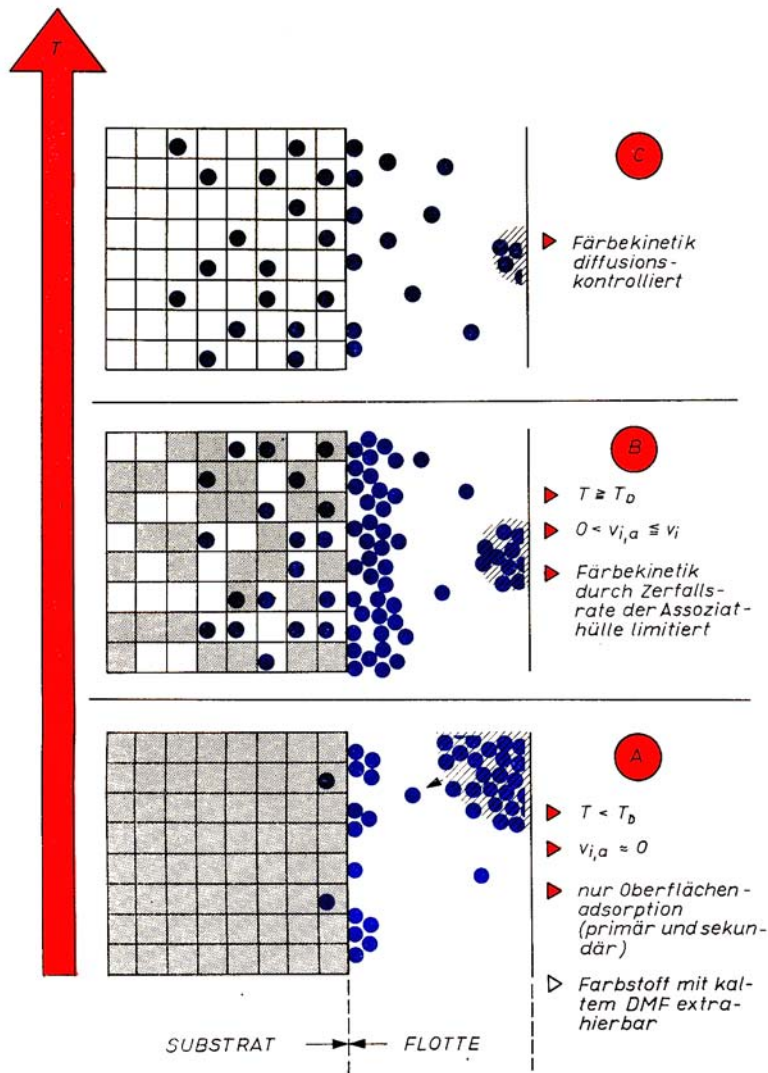 T
C
Färbekinetik
diffusions-
kontrolliert
B
T ≧ T_D
0 < v_i,a ≦ v_i
Färbekinetik
durch Zerfalls-
rate der Assoziat-
hülle limitiert
A
T < T_D
v_i,a ≈ 0
nur Oberflächen-
adsorption
(primär und sekun-
där)
Farbstoff mit kal-
tem DMF extra-
hierbar
SUBSTRAT
FLOTTE